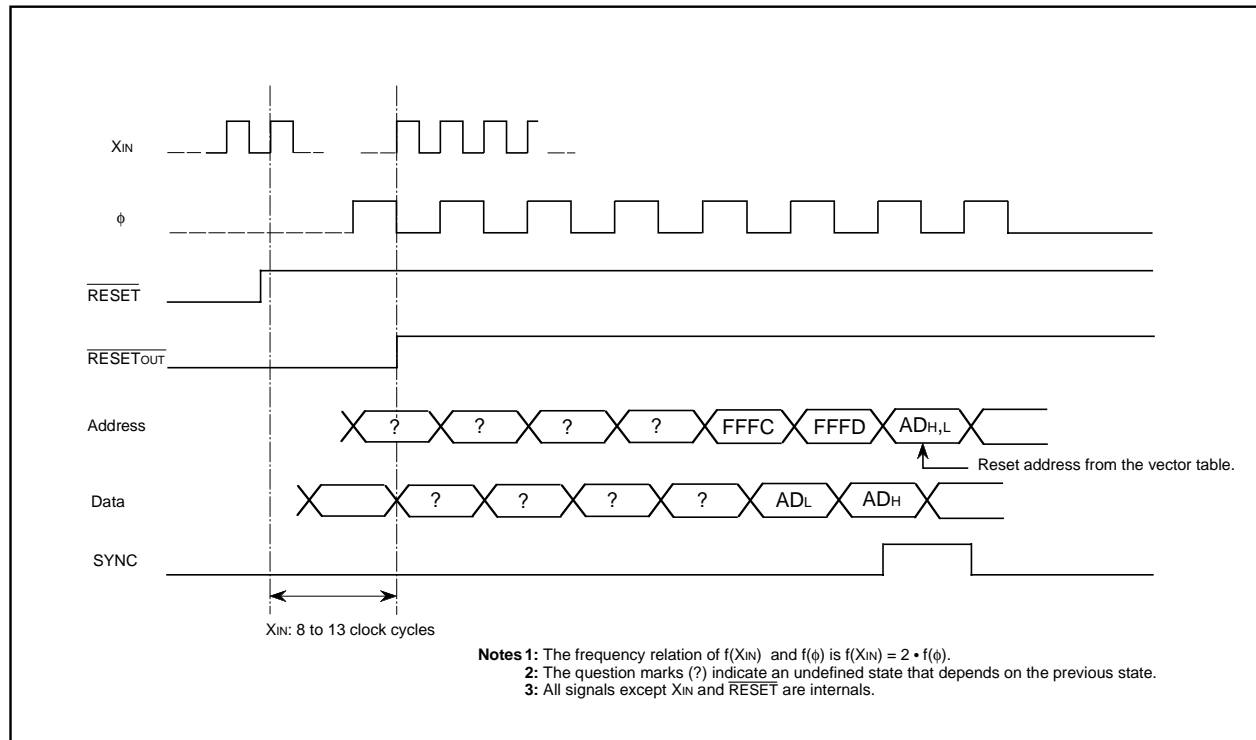 XIN
ϕ
RESET
RESETOUT
Address
? ? ? ? FFFC FFFD ADH,L
Reset address from the vector table.
Data
? ? ? ? ADL ADH
SYNC
XIN: 8 to 13 clock cycles
Notes 1: The frequency relation of f(XIN) and f(ϕ) is f(XIN) = 2 • f(ϕ).
2: The question marks (?) indicate an undefined state that depends on the previous state.
3: All signals except XIN and RESET are internals.